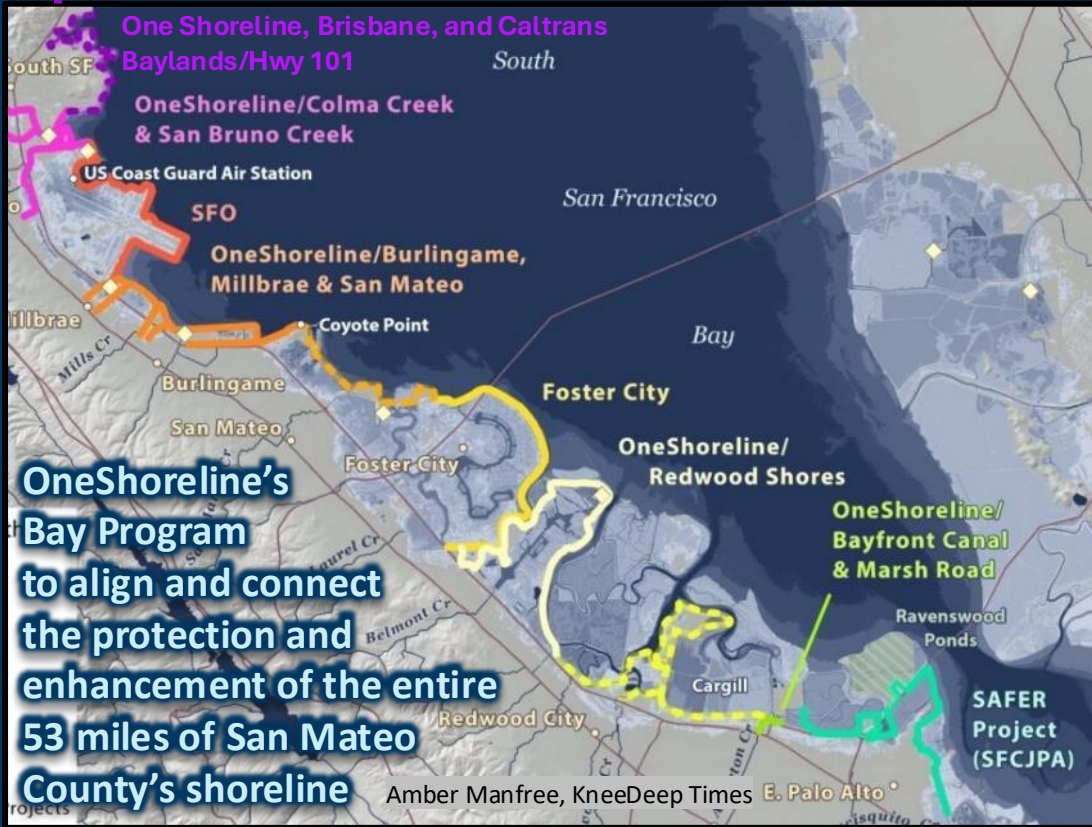 One Shoreline, Brisbane, and Caltrans
Baylands/Hwy 101
South SF
South
OneShoreline/Colma Creek
& San Bruno Creek
US Coast Guard Air Station
San Francisco
SFO
OneShoreline/Burlingame,
Millbrae & San Mateo
illbrae
Coyote Point
Bay
Mills Cr
Burlingame
Foster City
San Mateo
OneShoreline/
Redwood Shores
Foster City
OneShoreline's
Bay Program
to align and connect
the protection and
enhancement of the entire
53 miles of San Mateo
County's shoreline
OneShoreline/
Bayfront Canal
& Marsh Road
aurel Cr
Belmont Cr
Ravenswood
Ponds
Cargill
Redwood City
SAFER
Project
(SFCJPA)
Amber Manfree, KneeDeep Times
E. Palo Alto
rojects